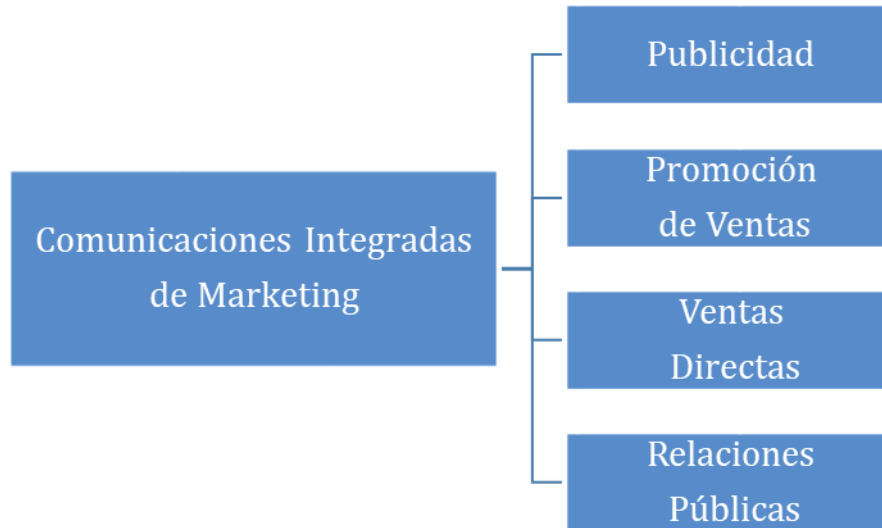 Comunicaciones Integradas
de Marketing
Publicidad
Promoción
de Ventas
Ventas
Directas
Relaciones
Públicas